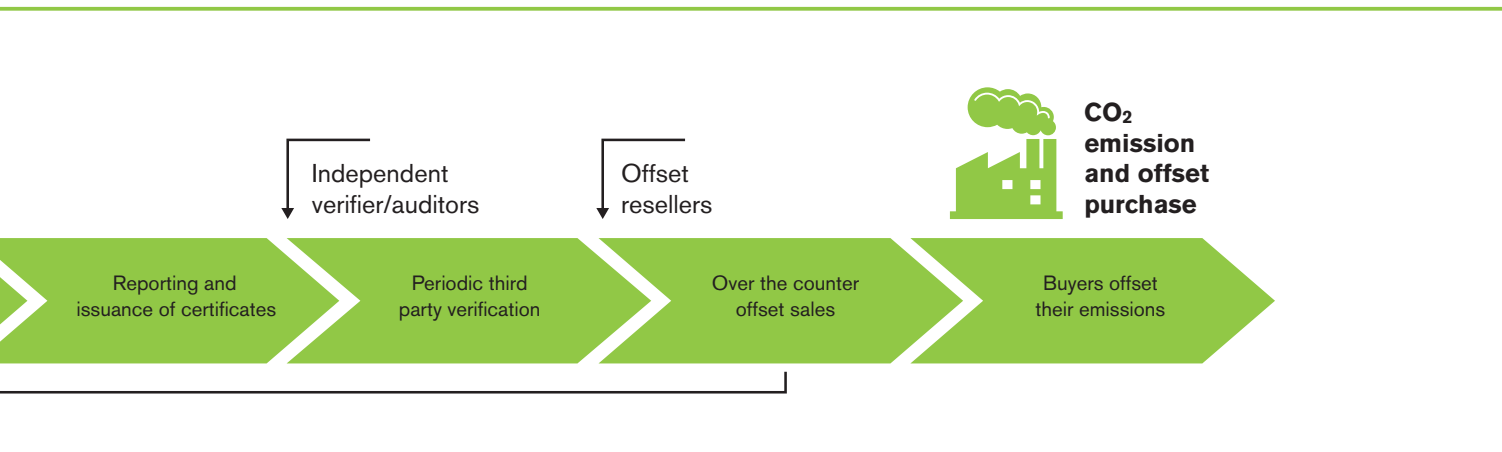 CO₂
emission
and offset
purchase
Independent
verifier/auditors
Offset
resellers
Reporting and
issuance of certificates
Periodic third
party verification
Over the counter
offset sales
Buyers offset
their emissions